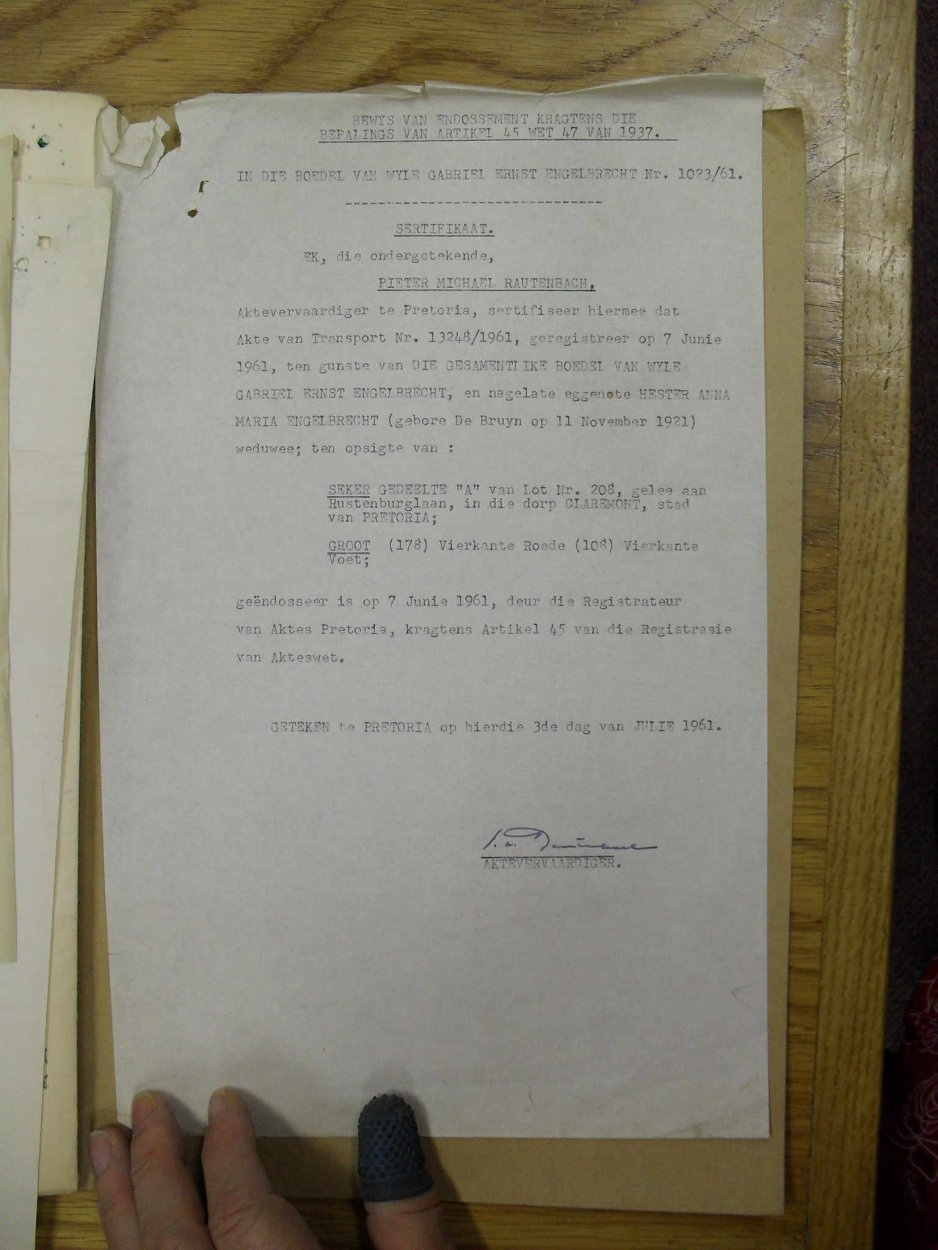 BEWYS VAN ENDOSSEMENT KRAGTENS DIE
BEPALINGS VAN ARTIKEL 45 WET 47 VAN 1937.
IN DIE BOEDEL VAN WYLE GABRIEL ERNST ENGELBRECHT Nr. 1023/61.
----------------------------
SERTIFIKAAT.
EK, die ondergetekende,
PIETER MICHAEL RAUTENBACH,
Aktevervaardiger te Pretoria, sertifiseer hiermee dat
Akte van Transport Nr. 13248/1961, geregistreer op 7 Junie
1961, ten gunste van DIE GESAMENTLIKE BOEDEL VAN WYLE
GABRIEL ERNST ENGELBRECHT, en nagelate eggenote HESTER ANNA
MARIA ENGELBRECHT (gebore De Bruyn op 11 November 1921)
weduwee; ten opsigte van :
SEKER GEDEELTE "A" van Lot Nr. 208, gelee aan
Rustenburglaan, in die dorp CLAREMONT, stad
van PRETORIA;
GROOT (178) Vierkante Roede (108) Vierkante
Voet;
geëndosseer is op 7 Junie 1961, deur die Registrateur
van Aktes Pretoria, kragtens Artikel 45 van die Registrasie
van Akteswet.
GETEKEN te PRETORIA op hierdie 3de dag van JULIE 1961.
AKTEVERVAARDIGER.